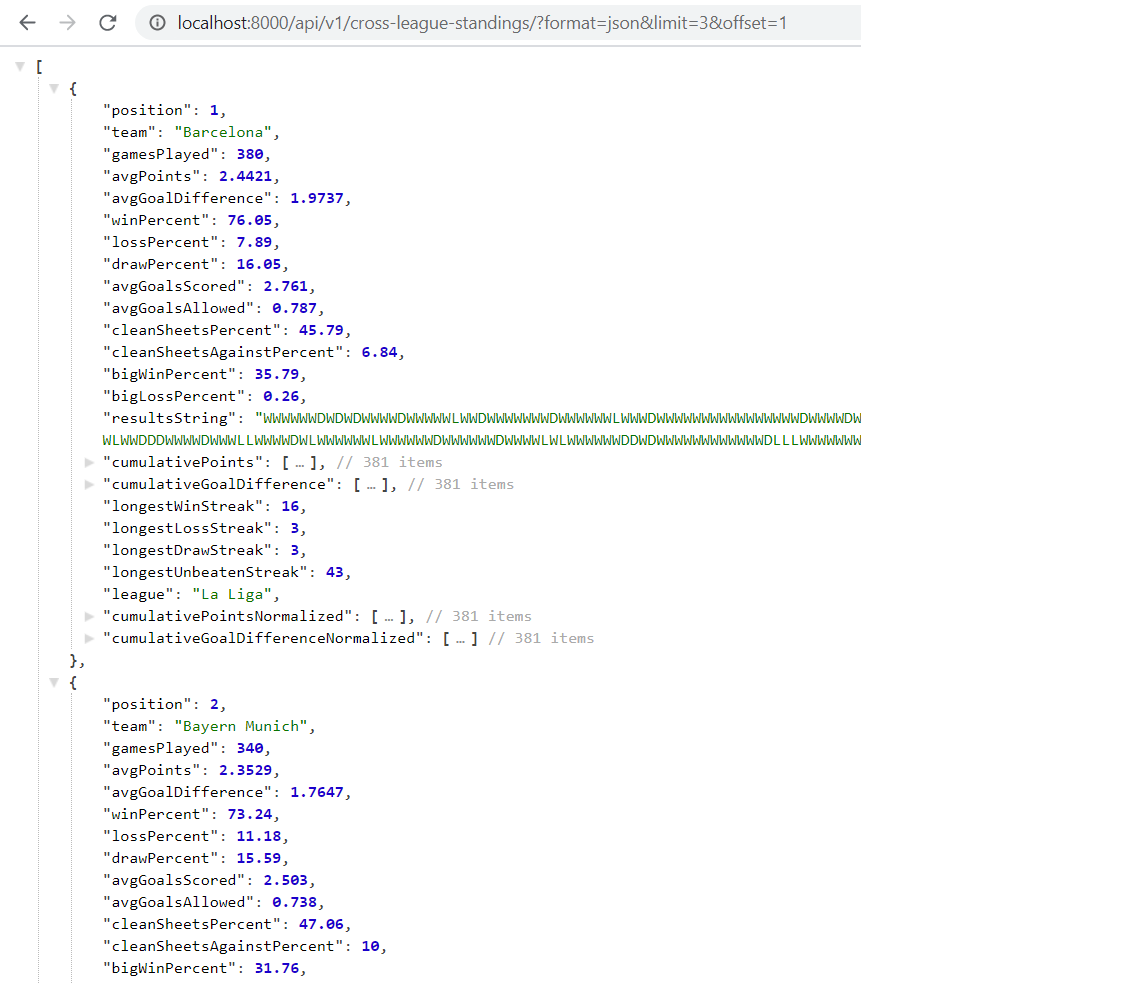 localhost:8000/api/v1/cross-league-standings/?format=json&limit=3&offset=1
[
{
"position": 1,
"team": "Barcelona",
"gamesPlayed": 380,
"avgPoints": 2.4421,
"avgGoalDifference": 1.9737,
"winPercent": 76.05,
"lossPercent": 7.89,
"drawPercent": 16.05,
"avgGoalsScored": 2.761,
"avgGoalsAllowed": 0.787,
"cleanSheetsPercent": 45.79,
"cleanSheetsAgainstPercent": 6.84,
"bigWinPercent": 35.79,
"bigLossPercent": 0.26,
"resultsString":
"cumulativePoints": [ … ], // 381 items
"cumulativeGoalDifference": [ … ], // 381 items
"longestWinStreak": 16,
"longestLossStreak": 3,
"longestDrawStreak": 3,
"longestUnbeatenStreak": 43,
"league": "La Liga",
"cumulativePointsNormalized": [ … ], // 381 items
"cumulativeGoalDifferenceNormalized": [ … ] // 381 items
},
{
"position": 2,
"team": "Bayern Munich",
"gamesPlayed": 340,
"avgPoints": 2.3529,
"avgGoalDifference": 1.7647,
"winPercent": 73.24,
"lossPercent": 11.18,
"drawPercent": 15.59,
"avgGoalsScored": 2.503,
"avgGoalsAllowed": 0.738,
"cleanSheetsPercent": 47.06,
"cleanSheetsAgainstPercent": 10,
"bigWinPercent": 31.76,